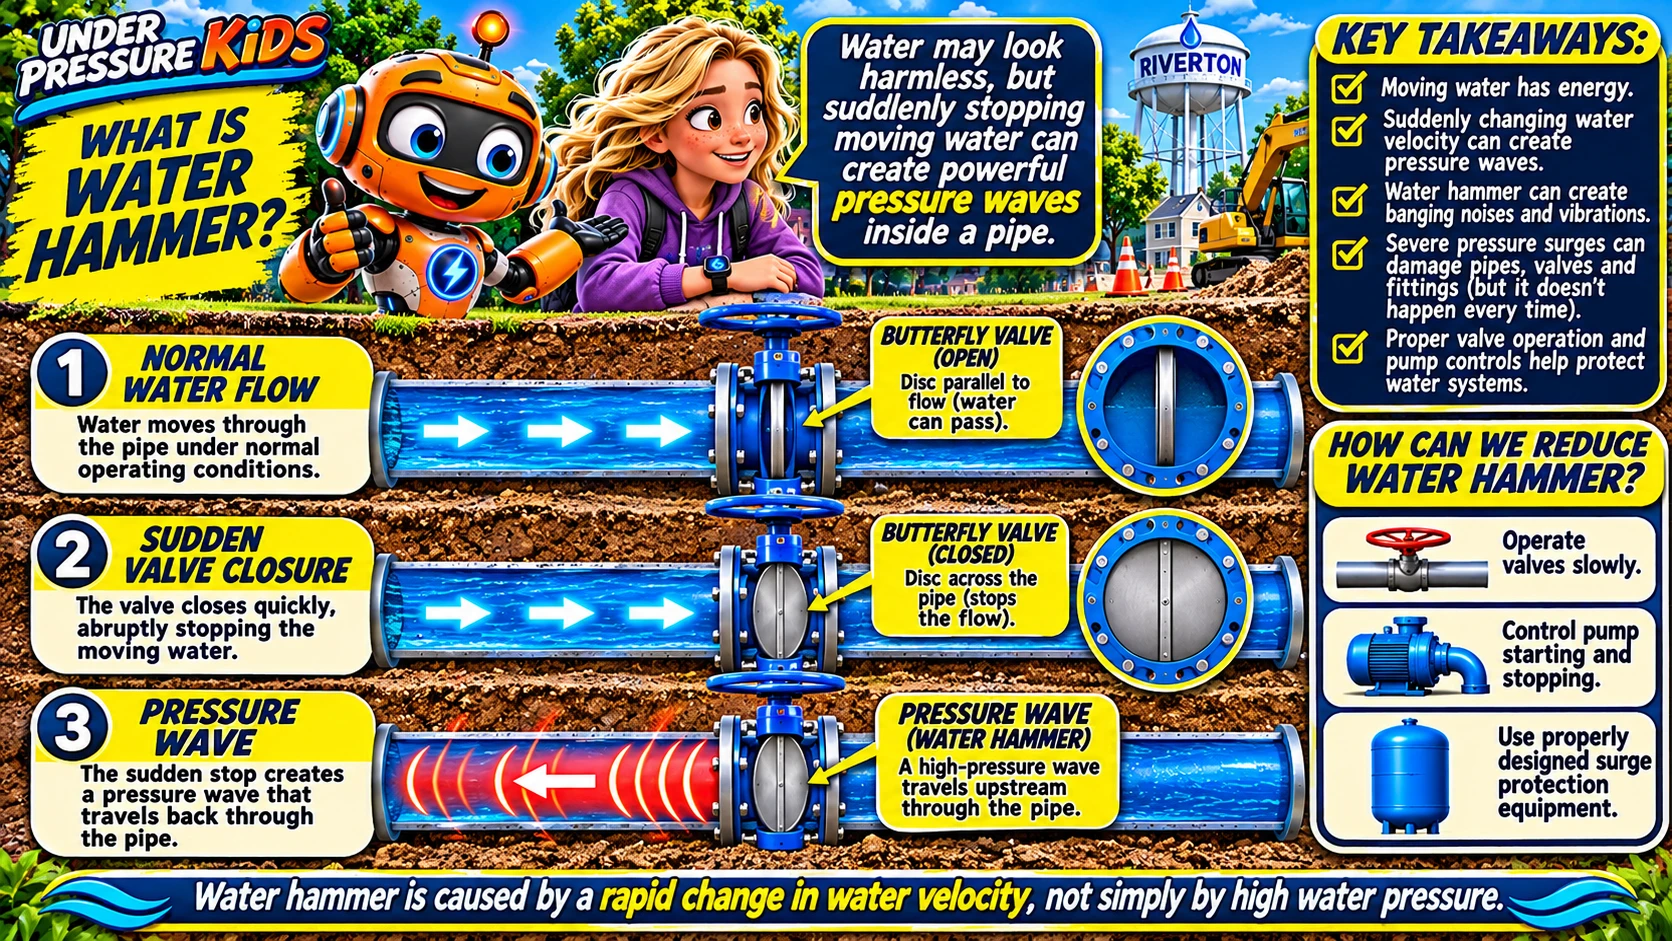 UNDER
PRESSURE KiDS
WHAT IS
WATER
HAMMER?
Water may look
harmless, but
suddlenly stopping
moving water can
create powerful
pressure waves
inside a pipe.
RIVERTON
KEY TAKEAWAYS:
Moving water has energy.
Suddenly changing water
velocity can create
pressure waves.
Water hammer can create
banging noises and vibrations.
Severe pressure surges can
damage pipes, valves and
fittings (but it doesn't
happen every time).
Proper valve operation and
pump controls help protect
water systems.
1
NORMAL
WATER FLOW
Water moves through
the pipe under normal
operating conditions.
BUTTERFLY VALVE
(OPEN)
Disc parallel to
flow (water
can pass).
2
SUDDEN
VALVE CLOSURE
The valve closes quickly,
abruptly stopping the
moving water.
BUTTERFLY VALVE
(CLOSED)
Disc across the
pipe (stops
the flow).
3
PRESSURE
WAVE
The sudden stop creates
a pressure wave that
travels back through
the pipe.
PRESSURE WAVE
(WATER HAMMER)
A high-pressure wave
travels upstream
through the pipe.
HOW CAN WE REDUCE
WATER HAMMER?
Operate
valves slowly.
Control pump
starting and
stopping.
Use properly
designed surge
protection
equipment.
Water hammer is caused by a rapid change in water velocity, not simply by high water pressure.